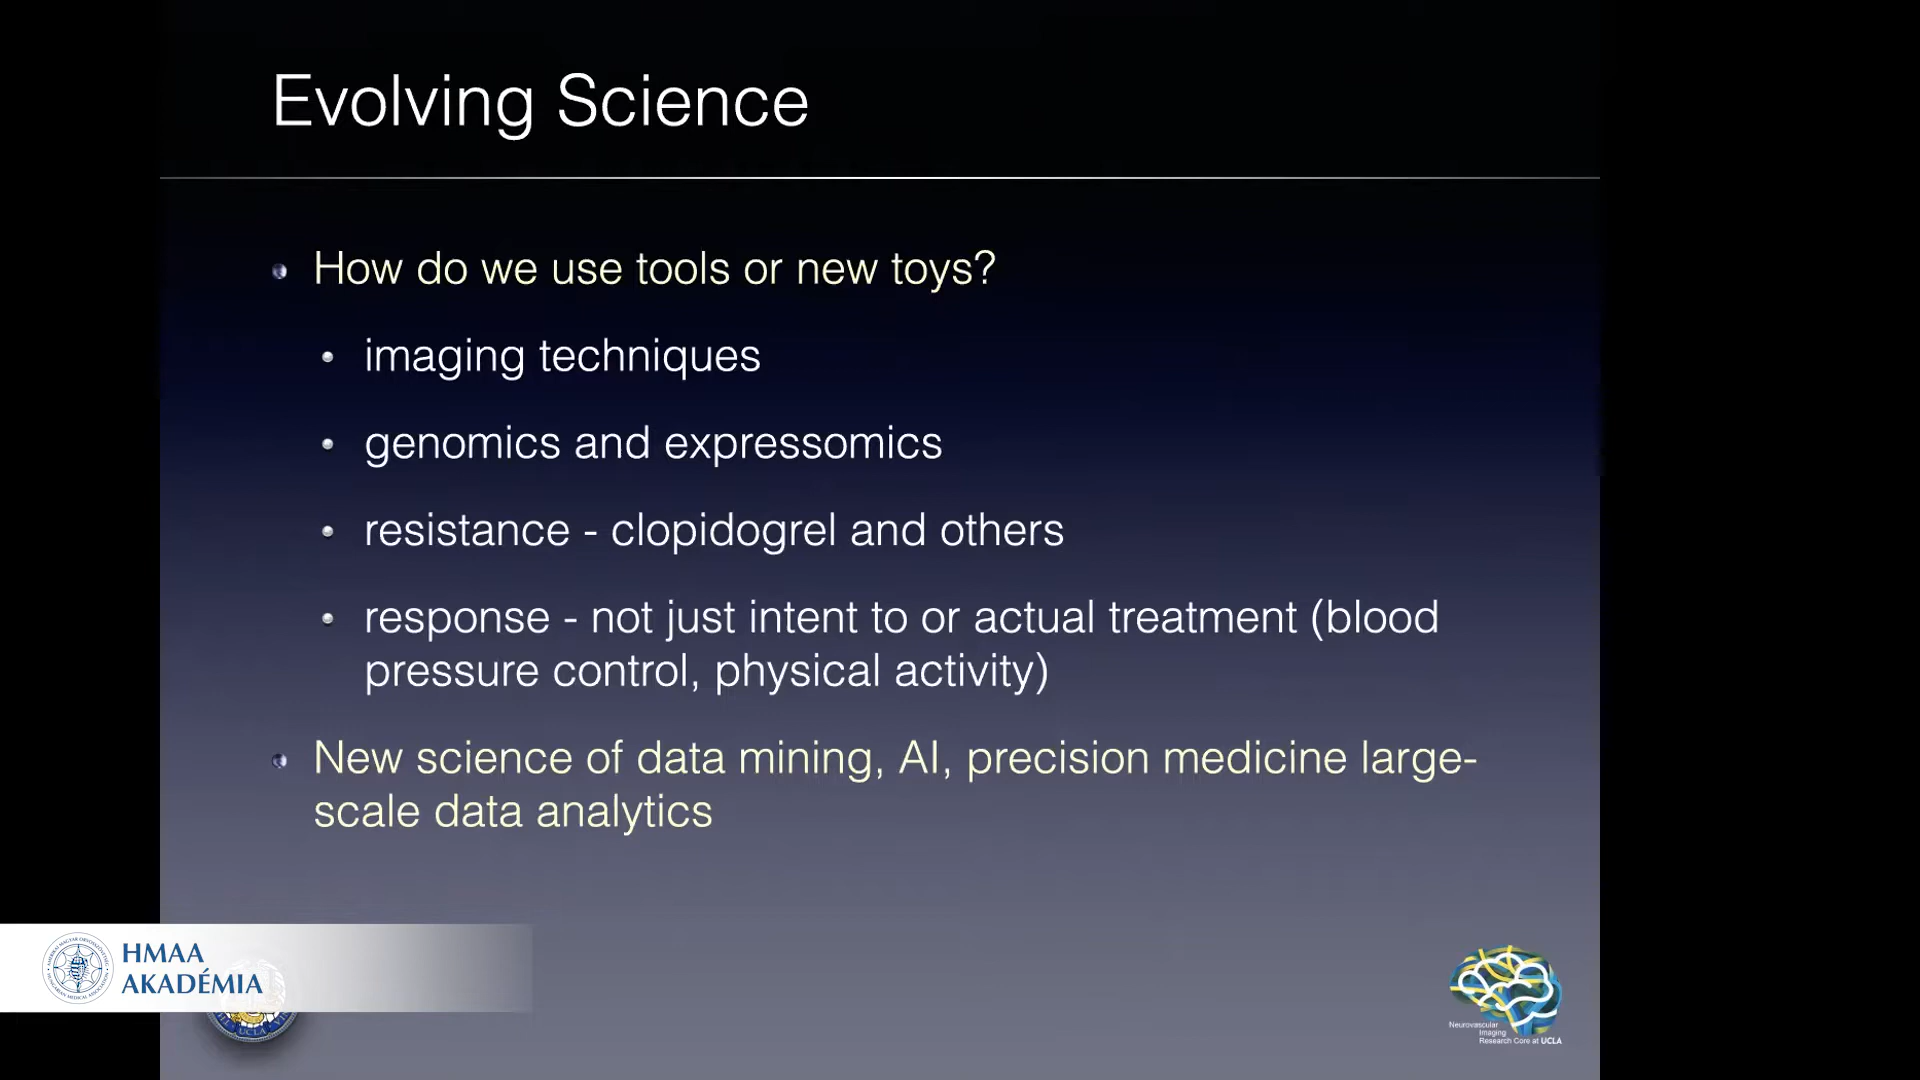 Evolving Science
How do we use tools or new toys?
imaging techniques
genomics and expressomics
resistance - clopidogrel and others
response - not just intent to or actual treatment (blood
pressure control, physical activity)
New science of data mining, AI, precision medicine large-
scale data analytics
HMAA
AKADÉMIA
UCLA
Neurovascular
Imaging
Research Core at UCLA